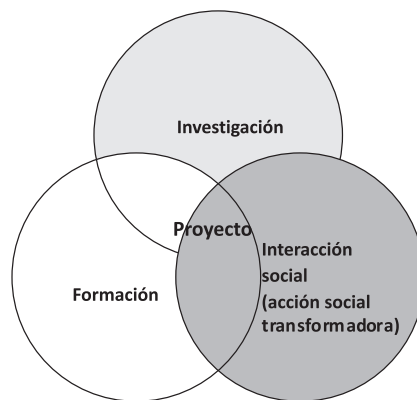 Investigación
Proyecto
Interacción
social
(acción social
transformadora)
Formación